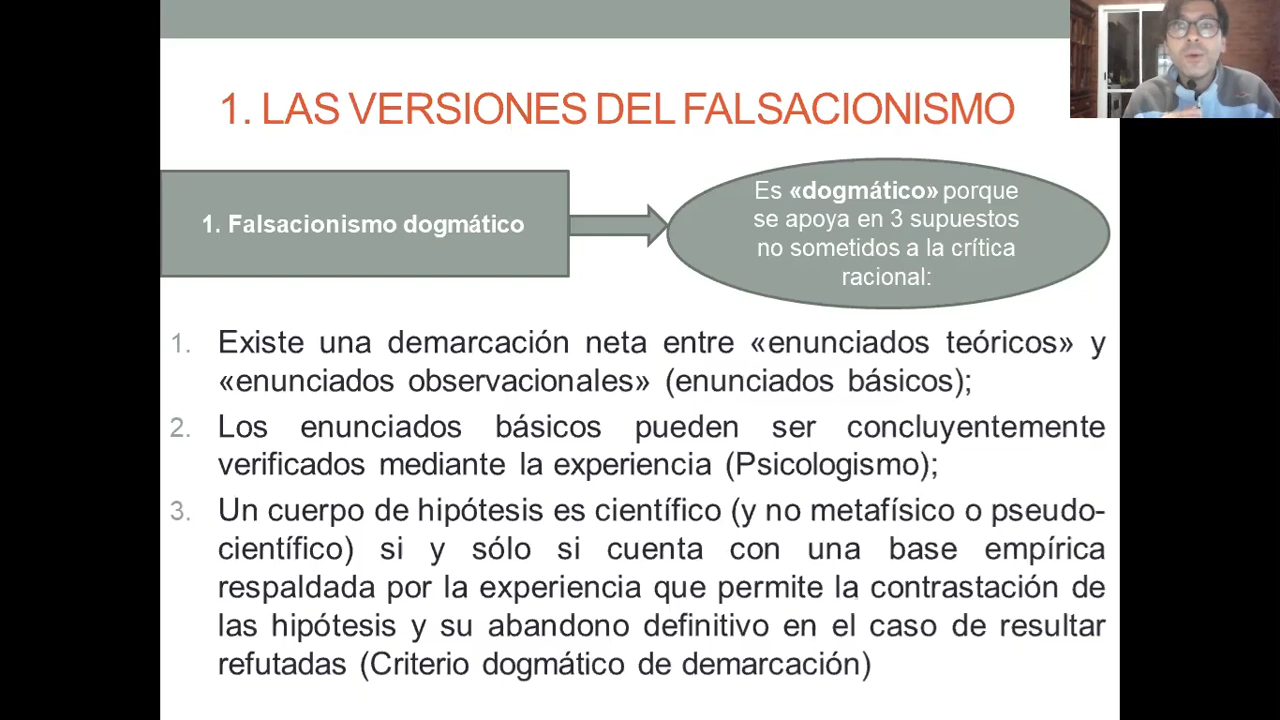 1. LAS VERSIONES DEL FALSACIONISMO
1. Falsacionismo dogmático
Es «dogmático» porque
se apoya en 3 supuestos
no sometidos a la crítica
racional:
1. Existe una demarcación neta entre «enunciados teóricos» y
«enunciados observacionales» (enunciados básicos);
2. Los enunciados básicos pueden ser concluyentemente
verificados mediante la experiencia (Psicologismo);
3. Un cuerpo de hipótesis es científico (y no metafísico o pseudo-
científico) si y sólo si cuenta con una base empírica
respaldada por la experiencia que permite la contrastación de
las hipótesis y su abandono definitivo en el caso de resultar
refutadas (Criterio dogmático de demarcación)